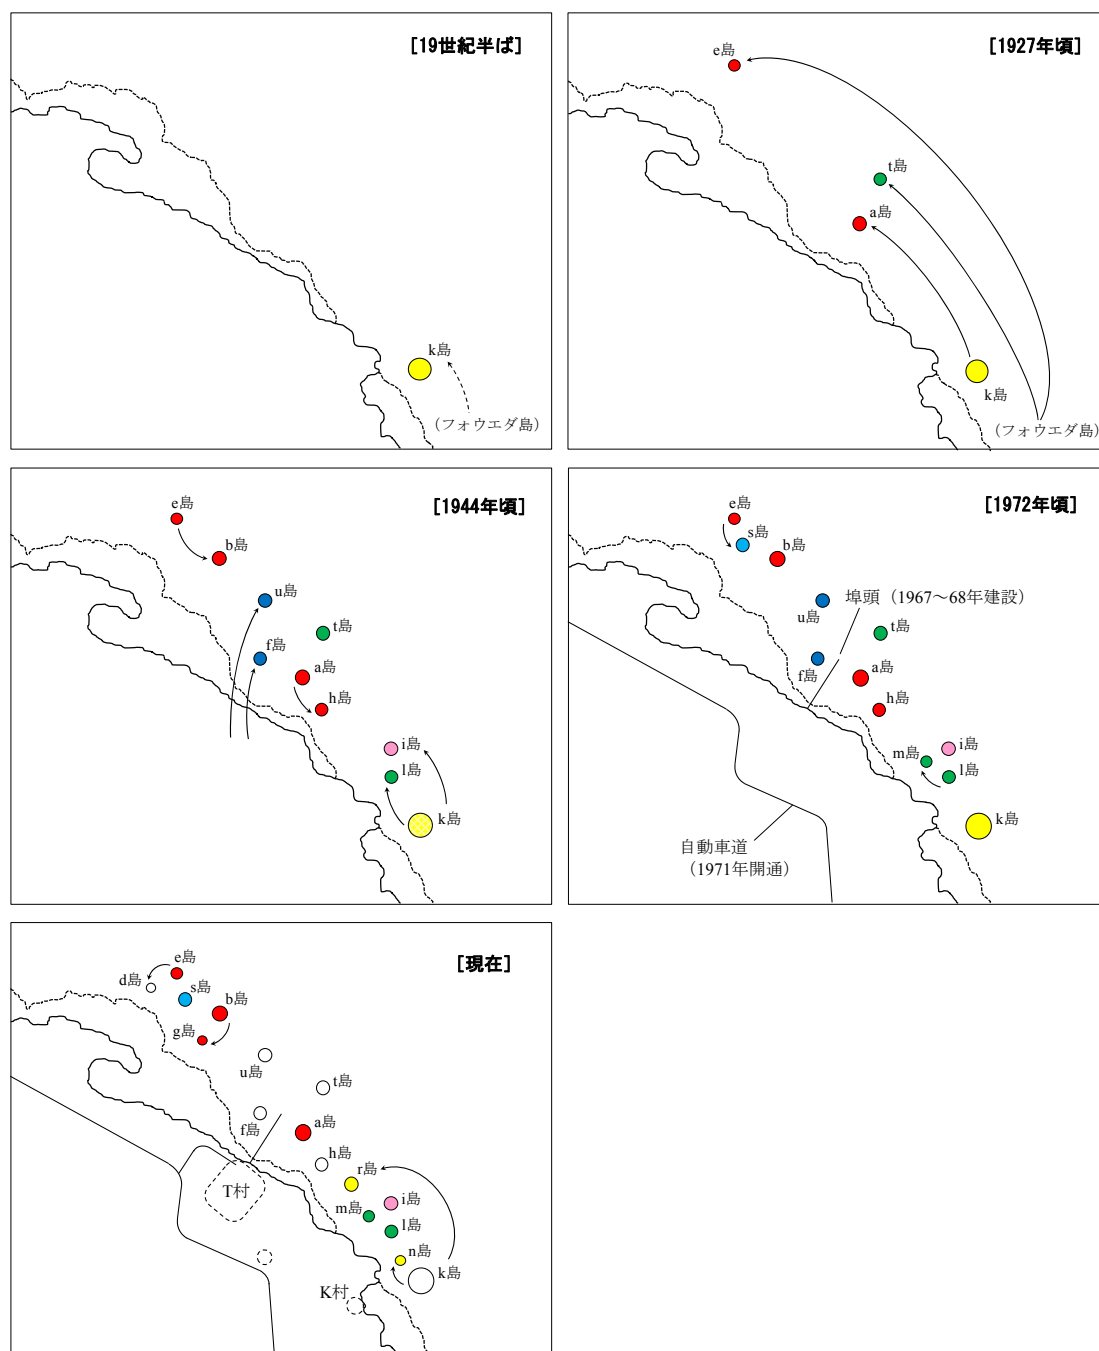 [19世紀半ば]
k島
(フォウエダ島)
[1927年頃]
e島
t島
a島
k島
(フォウエダ島)
[1944年頃]
e島
b島
u島
t島
f島
a島
h島
i島
l島
k島
[1972年頃]
e島
s島
b島
埠頭（1967～68年建設）
u島
t島
f島
a島
h島
m島
i島
l島
k島
自動車道
（1971年開通）
[現在]
e島
d島
s島
b島
g島
u島
t島
f島
a島
h島
r島
T村
i島
m島
l島
n島
k島
K村